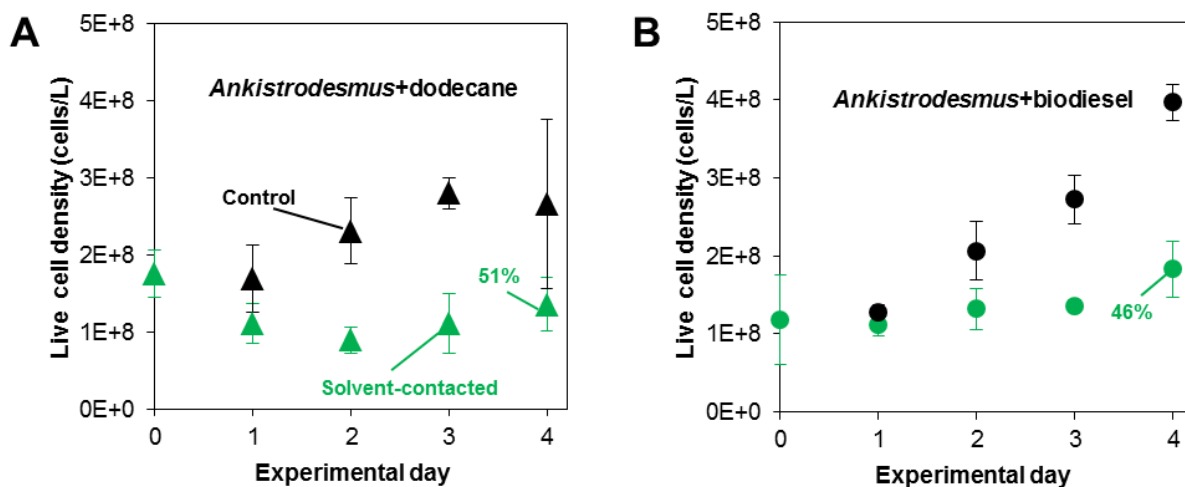 A
Live cell density (cells/L)
5E+8
4E+8
3E+8
2E+8
1E+8
0E+0
Ankistrodesmus+dodecane
Control
51%
Solvent-contacted
0 1 2 3 4
Experimental day
B
Live cell density (cells/L)
5E+8
4E+8
3E+8
2E+8
1E+8
0E+0
Ankistrodesmus+biodiesel
46%
0 1 2 3 4
Experimental day